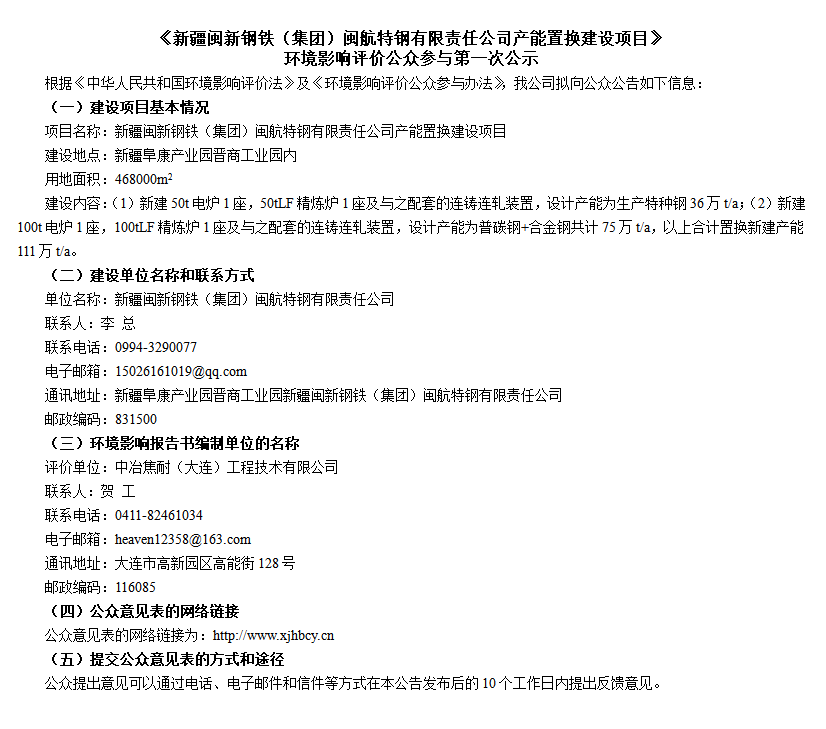 《新疆闽新钢铁（集团）闽航特钢有限责任公司产能置换建设项目》
环境影响评价公众参与第一次公示
根据《中华人民共和国环境影响评价法》及《环境影响评价公众参与办法》，我公司拟向公众公告如下信息：
（一）建设项目基本情况
项目名称：新疆闽新钢铁（集团）闽航特钢有限责任公司产能置换建设项目
建设地点：新疆阜康产业园晋商工业园内
用地面积：468000m²
建设内容：（1）新建 50t 电炉 1 座，50tLF 精炼炉 1 座及与之配套的连铸连轧装置，设计产能为生产特种钢 36 万 t/a；（2）新建
100t 电炉 1 座，100tLF 精炼炉 1 座及与之配套的连铸连轧装置，设计产能为普碳钢+合金钢共计 75 万 t/a，以上合计置换新建产能
111 万 t/a。
（二）建设单位名称和联系方式
单位名称：新疆闽新钢铁（集团）闽航特钢有限责任公司
联系人：李 总
联系电话：0994-3290077
电子邮箱：15026161019@qq.com
通讯地址：新疆阜康产业园晋商工业园新疆闽新钢铁（集团）闽航特钢有限责任公司
邮政编码：831500
（三）环境影响报告书编制单位的名称
评价单位：中冶焦耐（大连）工程技术有限公司
联系人：贺 工
联系电话：0411-82461034
电子邮箱：heaven12358@163.com
通讯地址：大连市高新园区高能街 128 号
邮政编码：116085
（四）公众意见表的网络链接
公众意见表的网络链接为：http://www.xjhbcy.cn
（五）提交公众意见表的方式和途径
公众提出意见可以通过电话、电子邮件和信件等方式在本公告发布后的 10 个工作日内提出反馈意见。